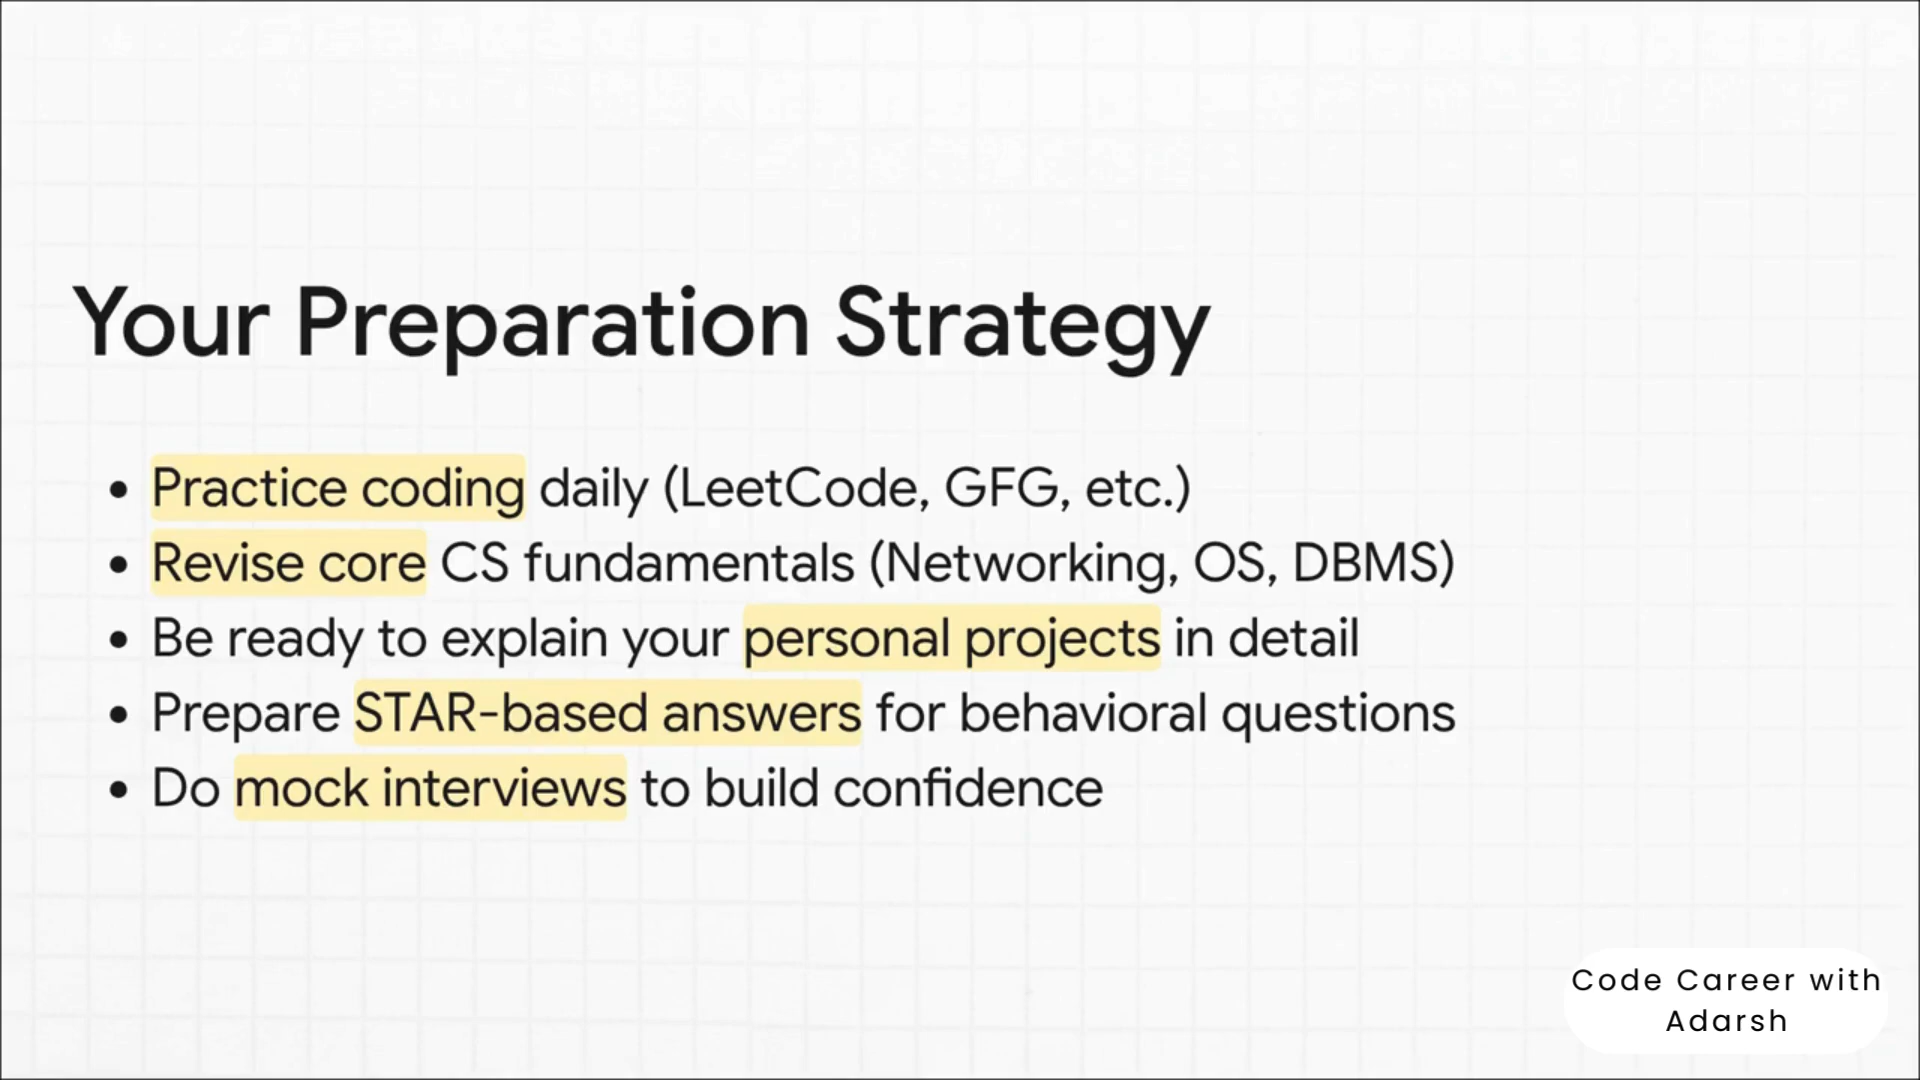 Your Preparation Strategy
• Practice coding daily (LeetCode, GFG, etc.)
• Revise core CS fundamentals (Networking, OS, DBMS)
• Be ready to explain your personal projects in detail
• Prepare STAR-based answers for behavioral questions
• Do mock interviews to build confidence
Code Career with
Adarsh